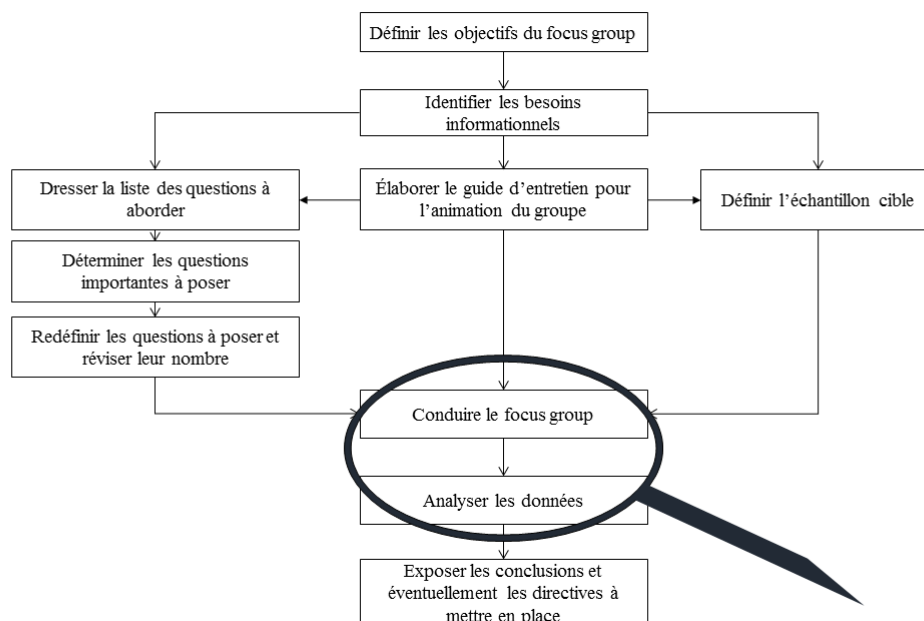 Définir les objectifs du focus group
Identifier les besoins
informationnels
Dresser la liste des questions à
aborder
Élaborer le guide d'entretien pour
l'animation du groupe
Définir l'échantillon cible
Déterminer les questions
importantes à poser
Redéfinir les questions à poser et
réviser leur nombre
Conduire le focus group
Analyser les données
Exposer les conclusions et
éventuellement les directives à
mettre en place